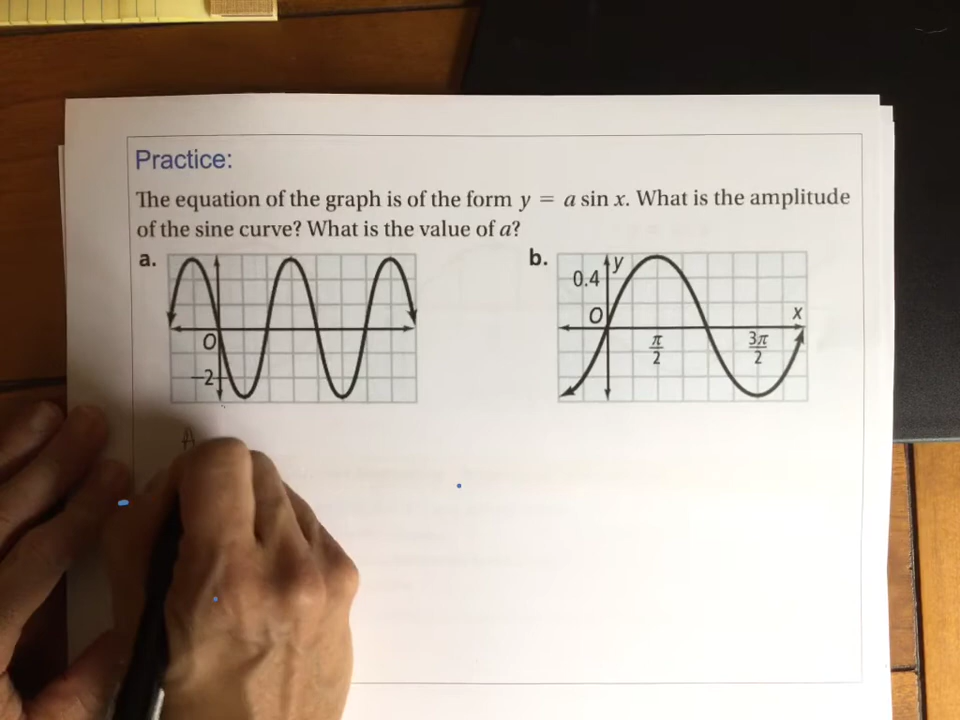 Practice:
The equation of the graph is of the form y = a sin x. What is the amplitude
of the sine curve? What is the value of a?
a.
b.
y
0.4
O
x
O
π/2
3π/2
-2
A